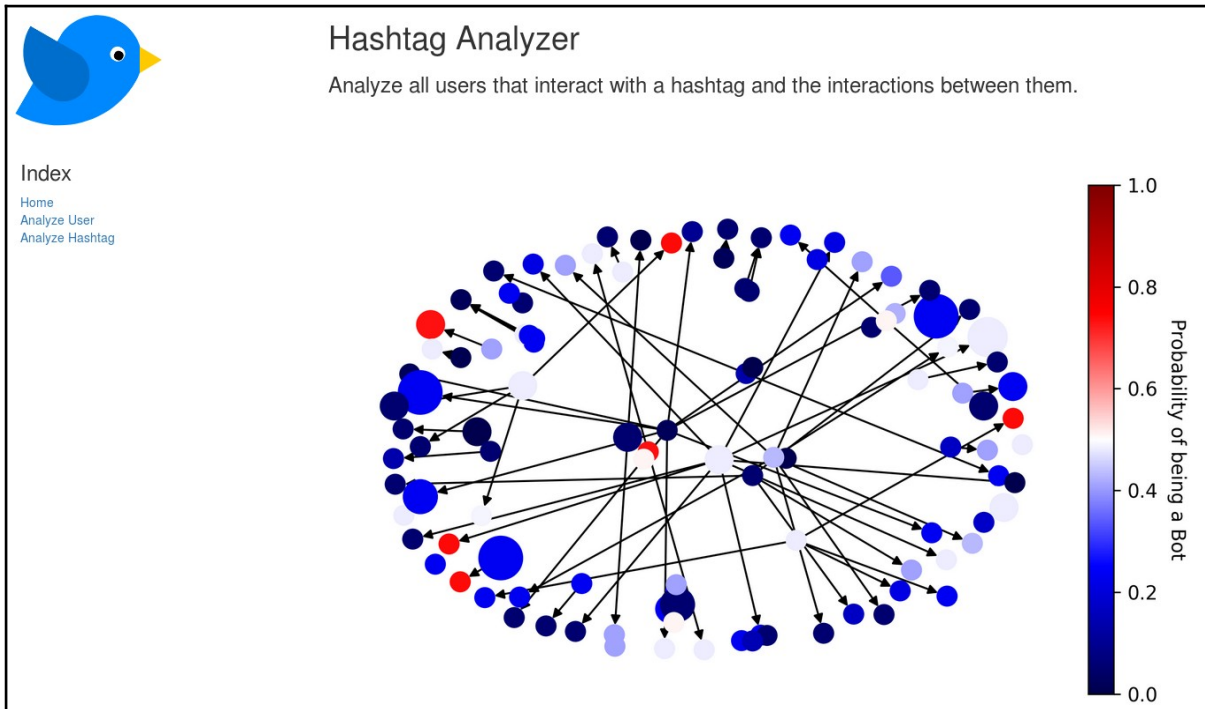 Hashtag Analyzer
Analyze all users that interact with a hashtag and the interactions between them.
Index
Home
Analyze User
Analyze Hashtag
1.0
0.8
0.6
0.4
0.2
0.0
Probability of being a Bot